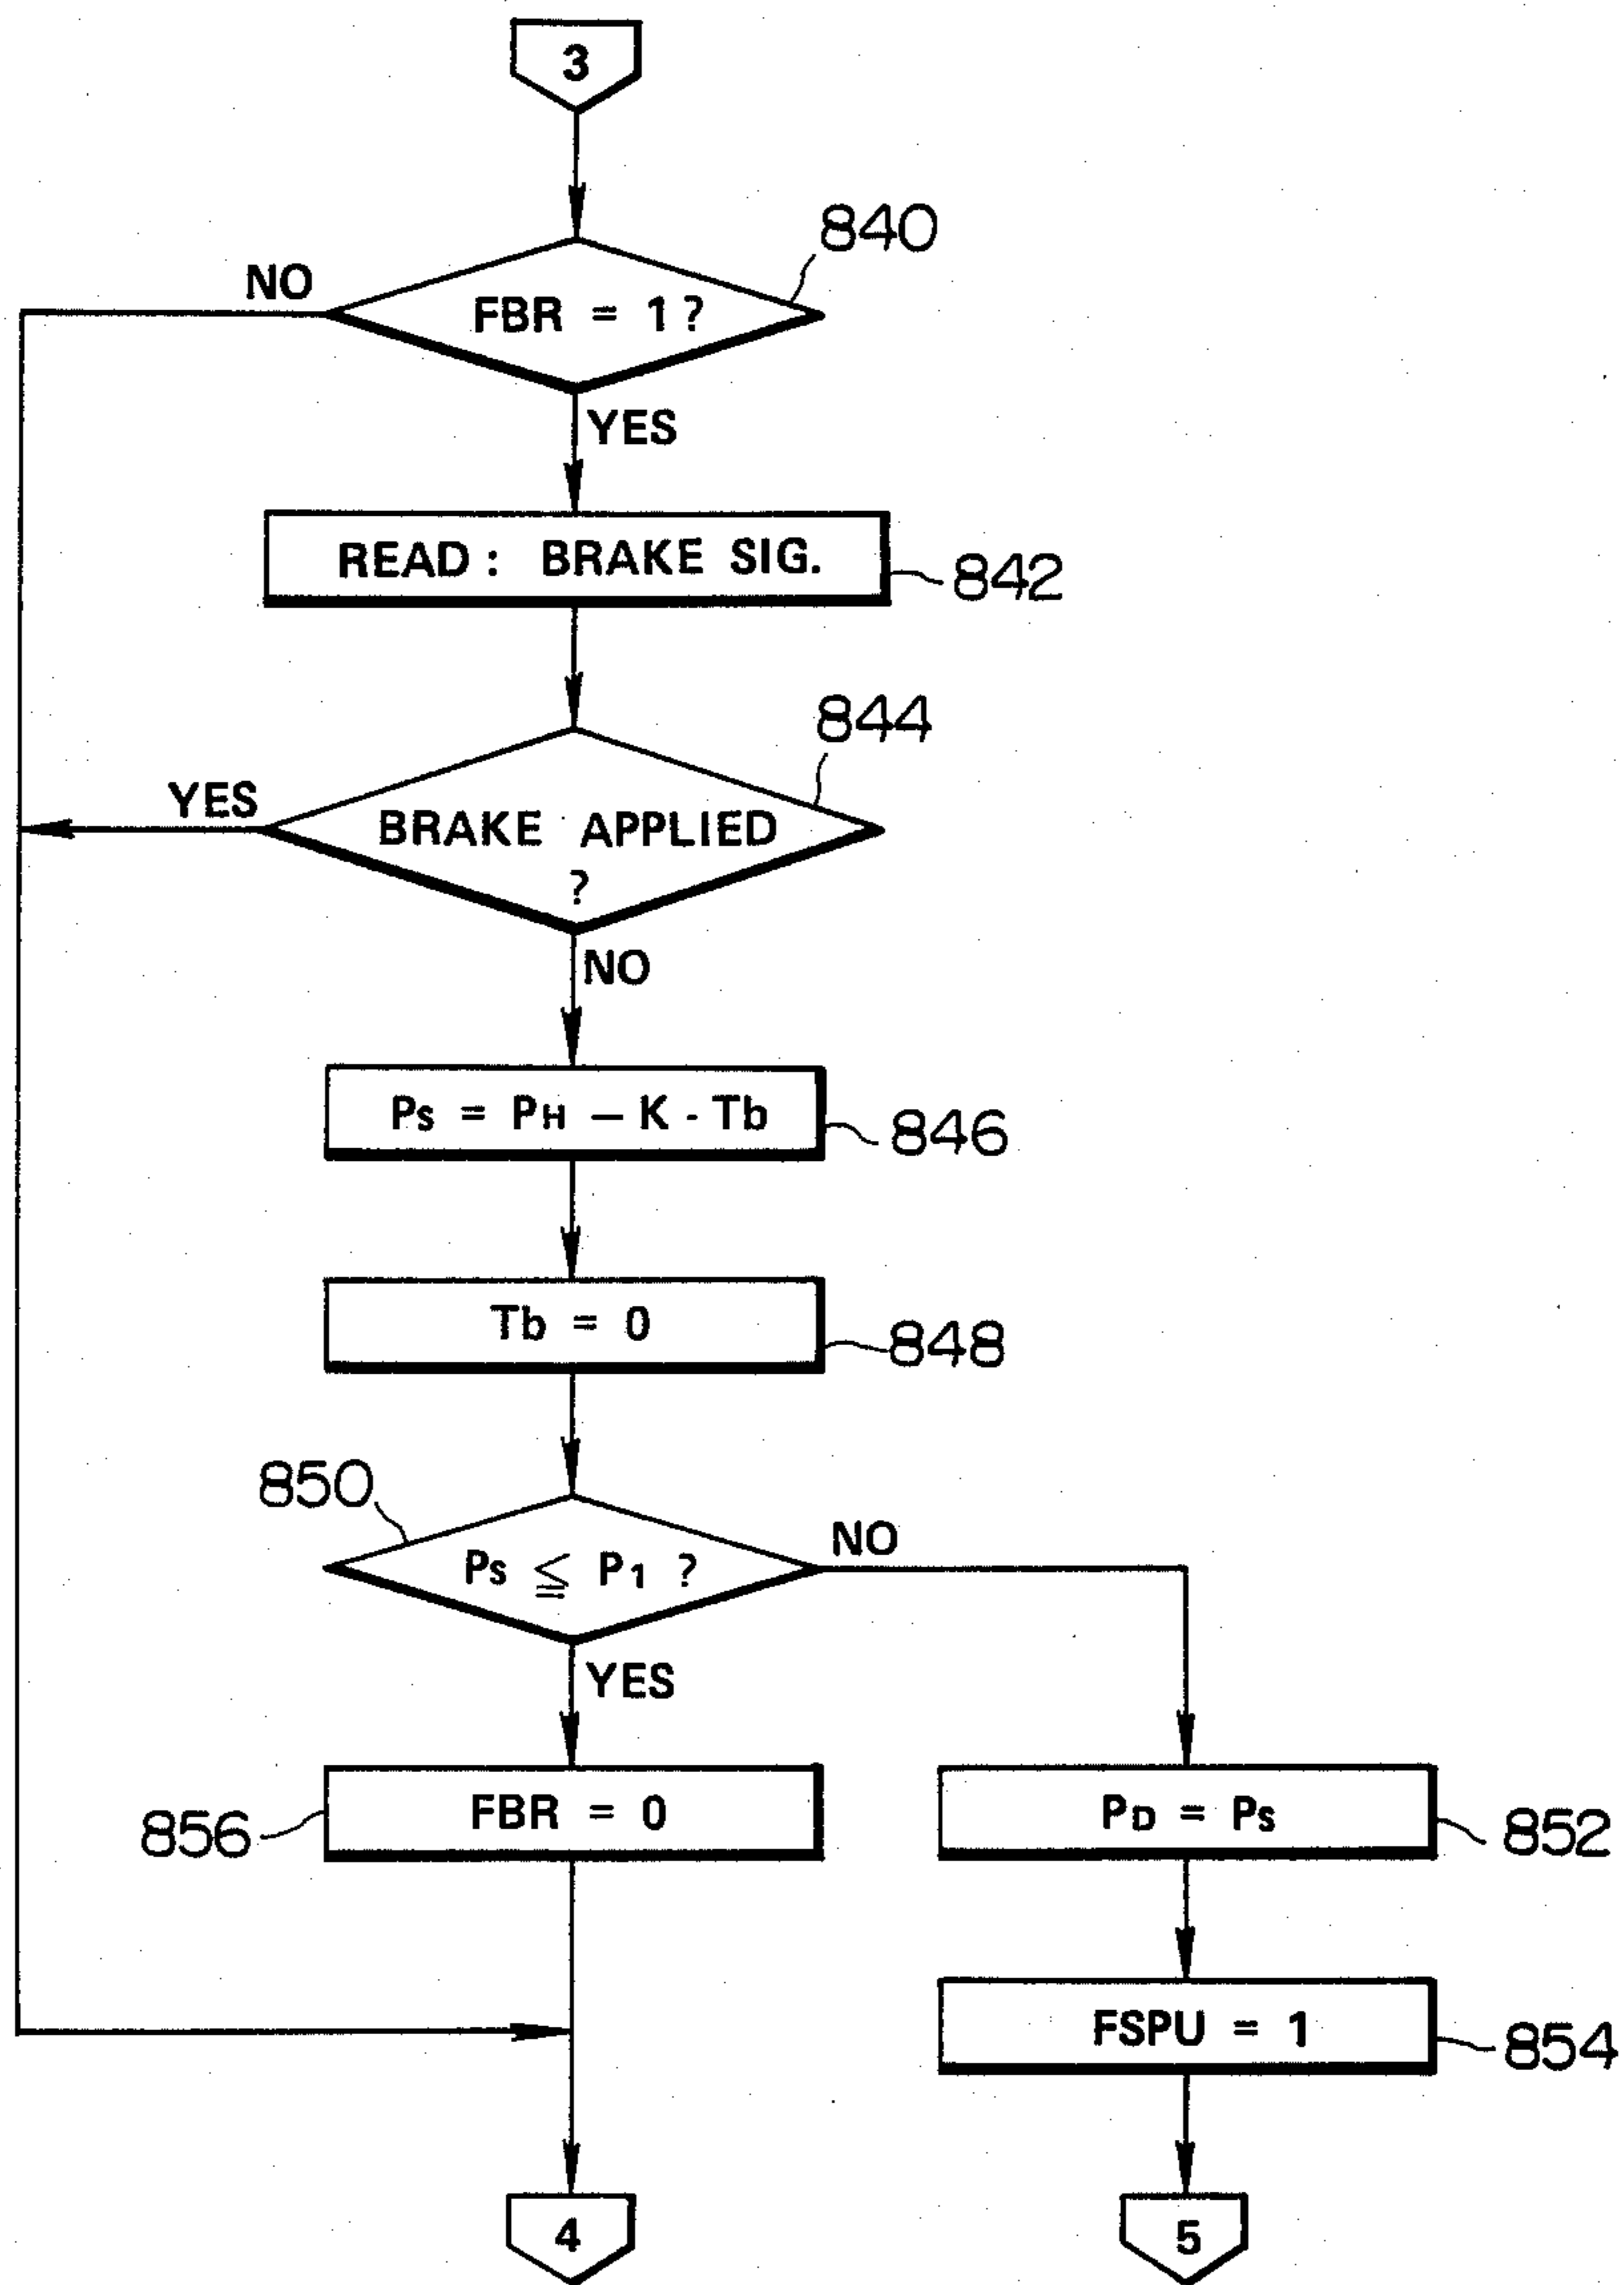 3
840
NO
FBR = 1?
YES
READ: BRAKE SIG.
842
844
YES
BRAKE APPLIED
?
NO
Ps = PH – K · Tb
846
Tb = 0
848
850
NO
Ps ≦ P1 ?
YES
FBR = 0
856
PD = Ps
852
FSPU = 1
854
4
5